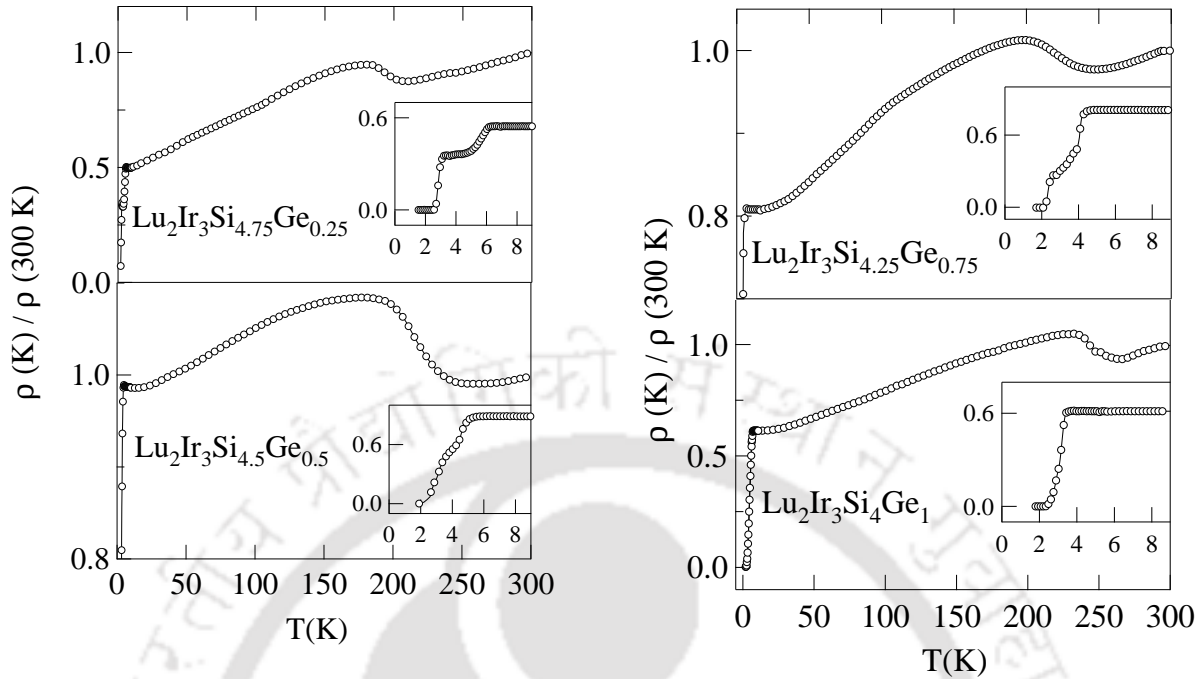 ρ (K) / ρ (300 K)
1.0
0.5
0.0
Lu₂Ir₃Si₄.₇₅Ge₀.₂₅
0.6
0.0
0 2 4 6 8
1.0
0.8
Lu₂Ir₃Si₄.₅Ge₀.₅
0.6
0.0
0 2 4 6 8
0 50 100 150 200 250 300
T(K)
ρ (K) / ρ (300 K)
1.0
0.8
Lu₂Ir₃Si₄.₂₅Ge₀.₇₅
0.6
0.0
0 2 4 6 8
1.0
0.5
0.0
Lu₂Ir₃Si₄Ge₁
0.6
0.0
0 2 4 6 8
0 50 100 150 200 250 300
T(K)